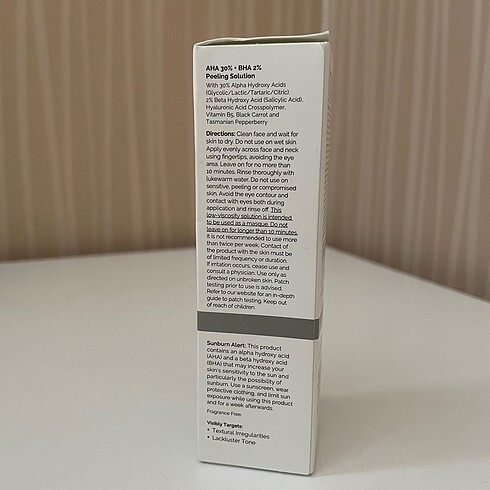 AHA 30% + BHA 2%
Peeling Solution
With 30% Alpha Hydroxy Acids
(Glycolic/Lactic/Tartaric/Citric),
2% Beta Hydroxy Acid (Salicylic Acid),
Hyaluronic Acid Crosspolymer,
Vitamin B5, Black Carrot and
Tasmanian Pepperberry
Directions: Clean face and wait for
skin to dry. Do not use on wet skin.
Apply evenly across face and neck
using fingertips, avoiding the eye
area. Leave on for no more than
10 minutes. Rinse thoroughly with
lukewarm water. Do not use on
sensitive, peeling or compromised
skin. Avoid the eye contour and
contact with eyes both during
application and rinse off. This
low-viscosity solution is intended
to be used as a masque. Do not
leave on for longer than 10 minutes.
It is not recommended to use more
than twice per week. Contact of
the product with the skin must be
of limited frequency or duration.
If irritation occurs, cease use and
consult a physician. Use only as
directed on unbroken skin. Patch
testing prior to use is advised.
Refer to our website for an in-depth
guide to patch testing. Keep out
of reach of children.
Sunburn Alert: This product
contains an alpha hydroxy acid
(AHA) and a beta hydroxy acid
(BHA) that may increase your
skin's sensitivity to the sun and
particularly the possibility of
sunburn. Use a sunscreen, wear
protective clothing, and limit sun
exposure while using this product
and for a week afterwards.
Fragrance Free
Visibly Targets:
• Textural Irregularities
• Lackluster Tone